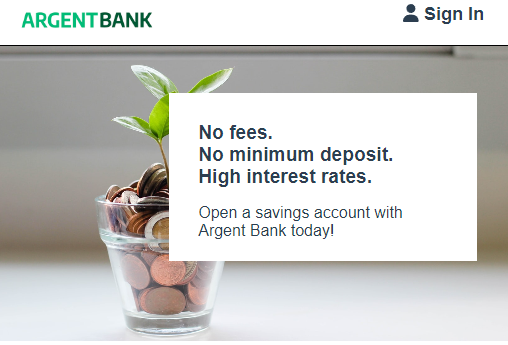 ARGENTBANK
Sign In
No fees.
No minimum deposit.
High interest rates.
Open a savings account with
Argent Bank today!